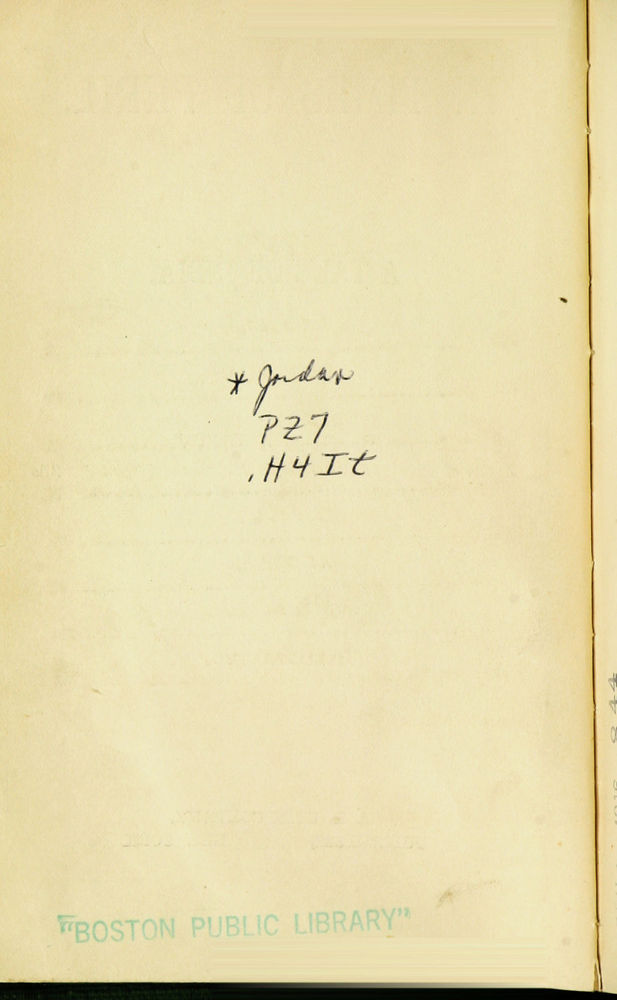 * Jordan
PZ7
.H4It
"BOSTON PUBLIC LIBRARY"